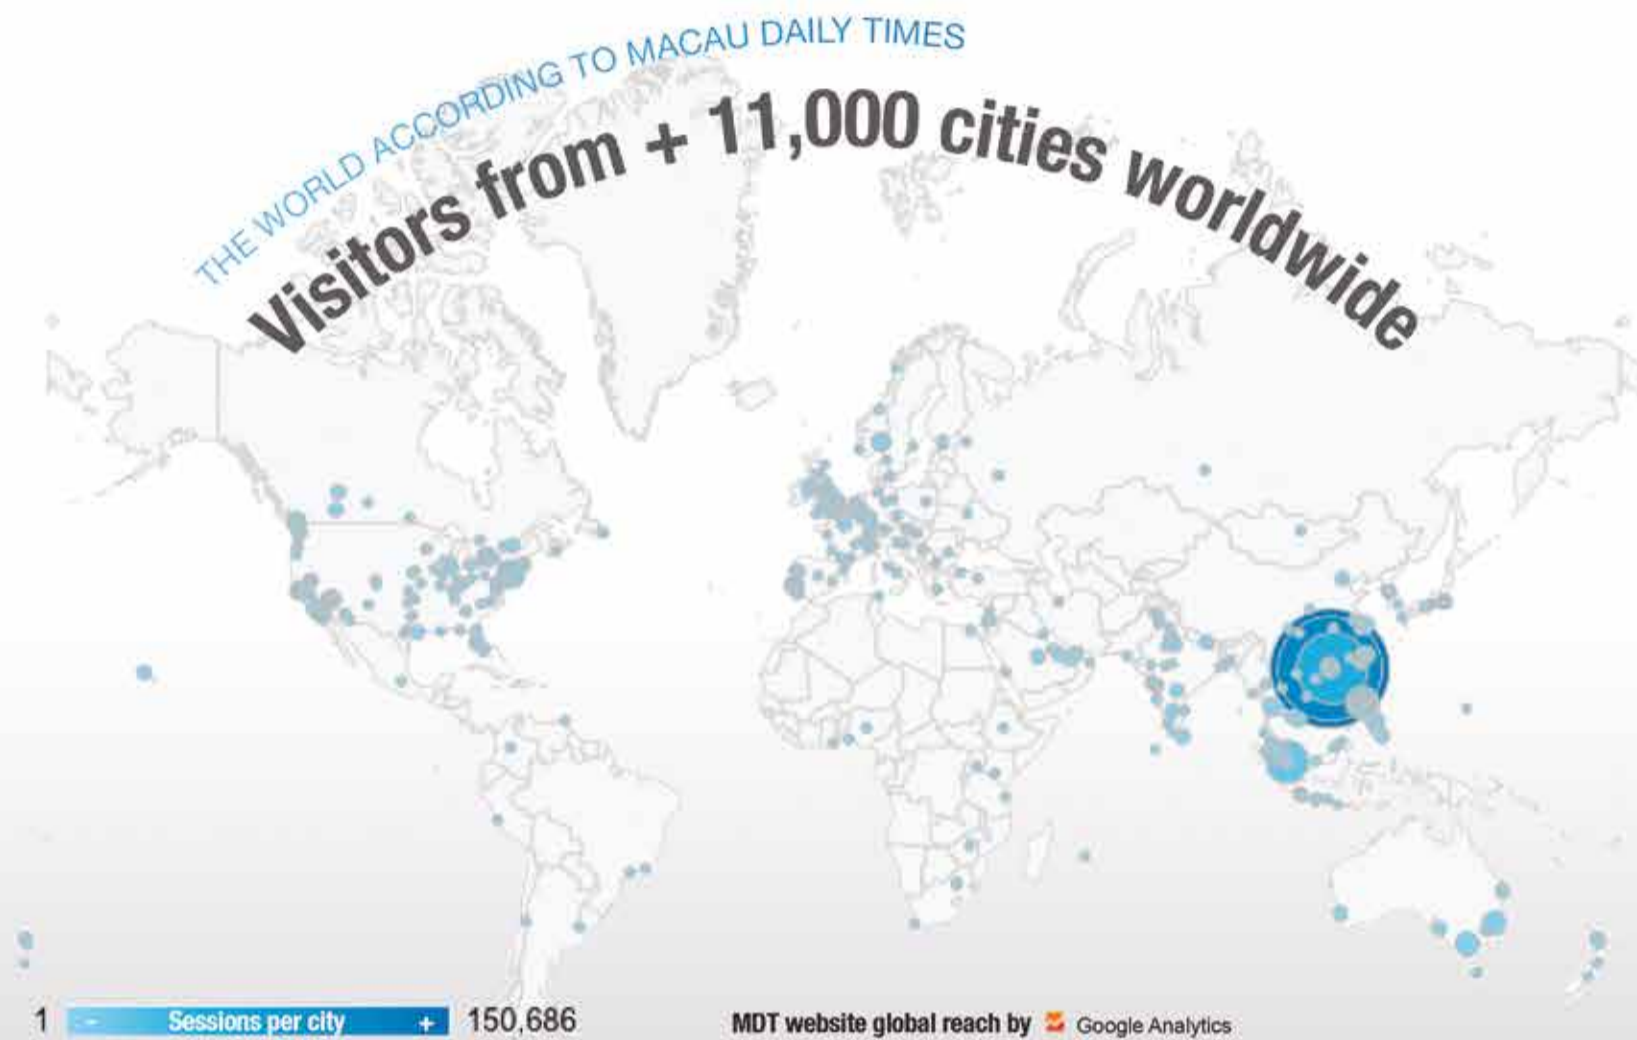 THE WORLD ACCORDING TO MACAU DAILY TIMES
Visitors from + 11,000 cities worldwide
1 - Sessions per city + 150,686
MDT website global reach by Google Analytics